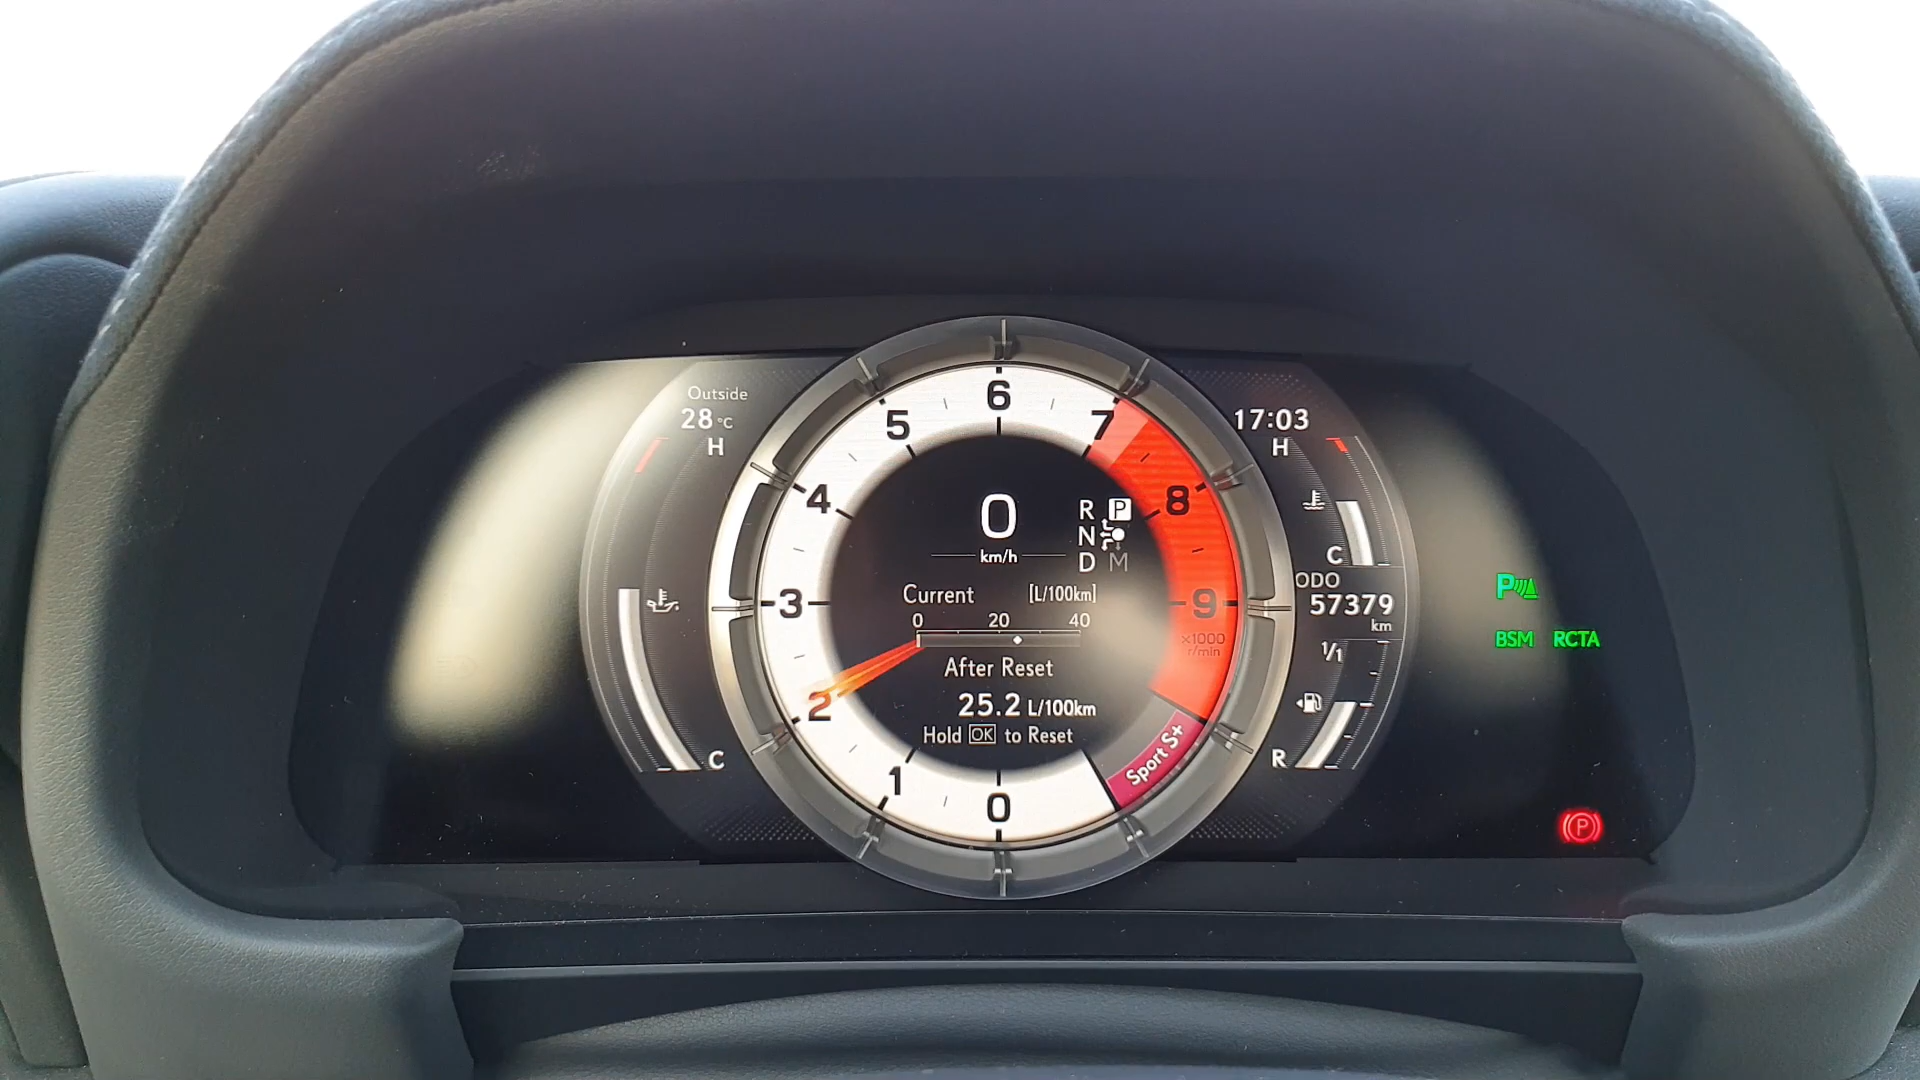 Outside
28°C
H
C
17:03
H
C
ODO
57379
km
1/1
R
6
5
7
4
8
3
9
x1000
r/min
2
1
0
Sport S+
0
km/h
R P
N
D M
Current [L/100km]
0 20 40
After Reset
25.2 L/100km
Hold OK to Reset
P
BSM RCTA
P